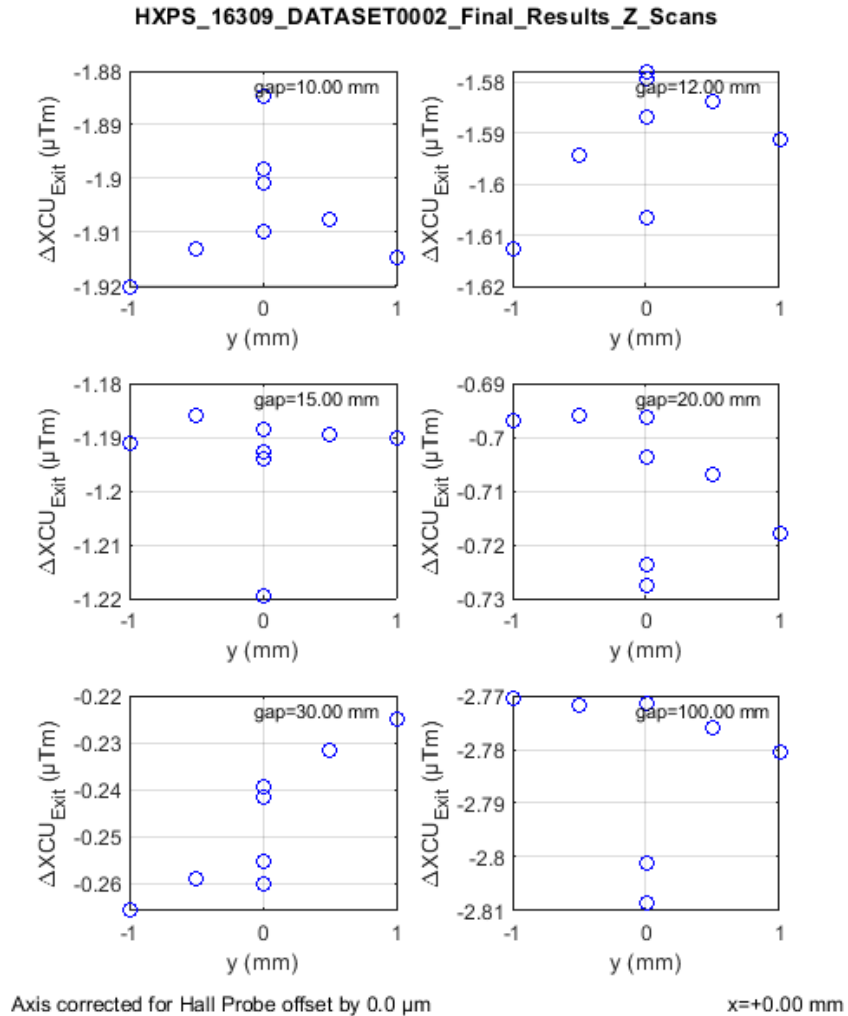 HXPS_16309_DATASET0002_Final_Results_Z_Scans
-1.88
-1.89
-1.9
-1.91
-1.92
ΔXCU_Exit (µTm)
gap=10.00 mm
-1
0
1
y (mm)
-1.58
-1.59
-1.6
-1.61
-1.62
ΔXCU_Exit (µTm)
gap=12.00 mm
-1
0
1
y (mm)
-1.18
-1.19
-1.2
-1.21
-1.22
ΔXCU_Exit (µTm)
gap=15.00 mm
-1
0
1
y (mm)
-0.69
-0.7
-0.71
-0.72
-0.73
ΔXCU_Exit (µTm)
gap=20.00 mm
-1
0
1
y (mm)
-0.22
-0.23
-0.24
-0.25
-0.26
ΔXCU_Exit (µTm)
gap=30.00 mm
-1
0
1
y (mm)
-2.77
-2.78
-2.79
-2.8
-2.81
ΔXCU_Exit (µTm)
gap=100.00 mm
-1
0
1
y (mm)
Axis corrected for Hall Probe offset by 0.0 µm
x=+0.00 mm